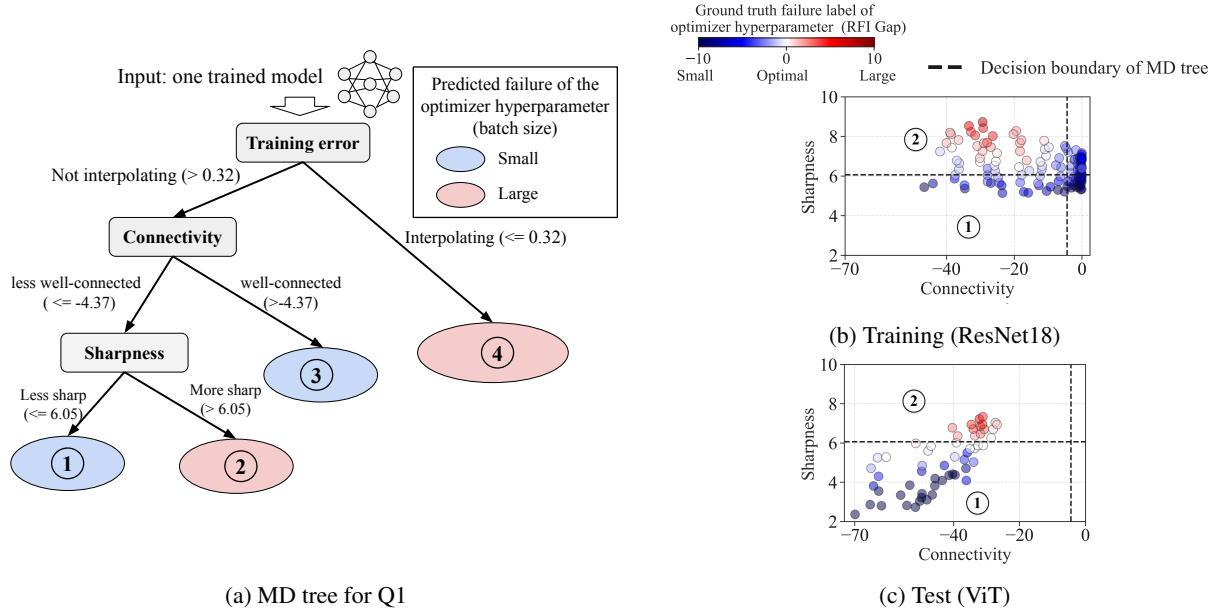 Input: one trained model
Predicted failure of the
optimizer hyperparameter
(batch size)
Small
Large
Training error
Not interpolating (> 0.32)
Interpolating (<= 0.32)
Connectivity
less well-connected
( <= -4.37)
well-connected
(>-4.37)
Sharpness
Less sharp
(<= 6.05)
More sharp
(> 6.05)
1
2
3
4
(a) MD tree for Q1
Ground truth failure label of
optimizer hyperparameter (RFI Gap)
−10 0 10
Small Optimal Large
Decision boundary of MD tree
10
8
6
4
2
Sharpness
2
1
−70 −40 −20 0
Connectivity
(b) Training (ResNet18)
10
8
6
4
2
Sharpness
2
1
−70 −40 −20 0
Connectivity
(c) Test (ViT)